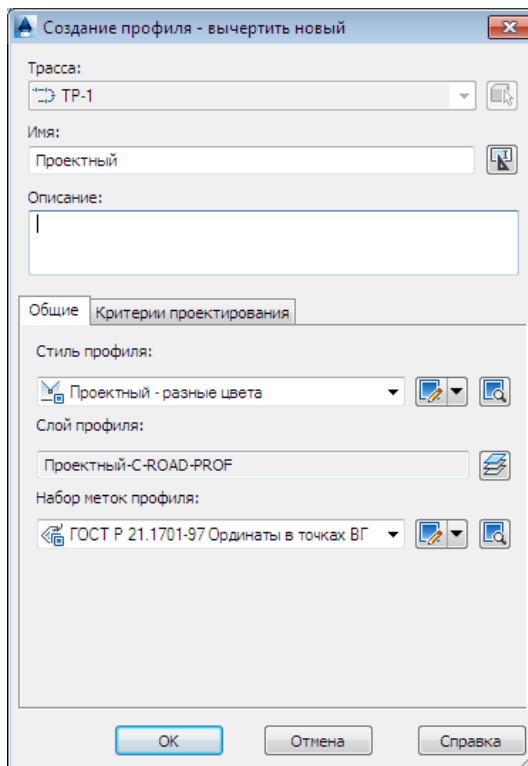 Создание профиля - вычертить новый
Трасса:
ТР-1
Имя:
Проектный
Описание:
Общие Критерии проектирования
Стиль профиля:
Проектный - разные цвета
Слой профиля:
Проектный-C-ROAD-PROF
Набор меток профиля:
ГОСТ Р 21.1701-97 Ординаты в точках ВГ
OK Отмена Справка